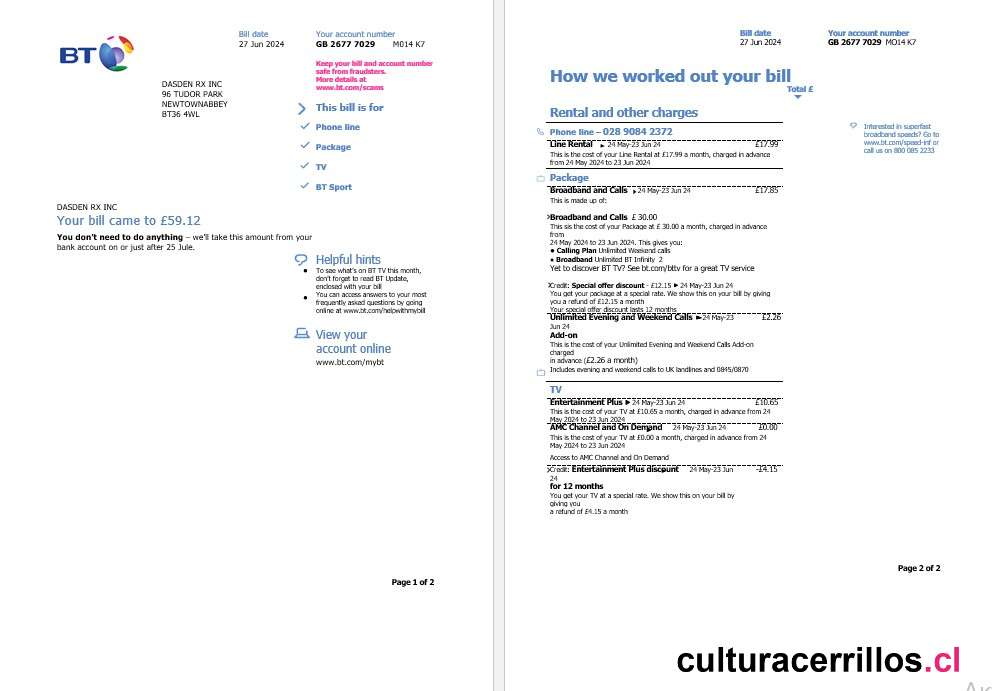 BT
Bill date
27 Jun 2024
Your account number
GB 2677 7029 M014 K7
Keep your bill and account number
safe from fraudsters.
More details at
www.bt.com/scams
DASDEN RX INC
96 TUDOR PARK
NEWTOWNABBEY
BT36 4WL
This bill is for
Phone line
Package
TV
BT Sport
DASDEN RX INC
Your bill came to £59.12
You don't need to do anything – we'll take this amount from your
bank account on or just after 25 Jule.
Helpful hints
To see what's on BT TV this month,
don't forget to read BT Update,
enclosed with your bill
You can access answers to your most
frequently asked questions by going
online at www.bt.com/helpwithmybill
View your
account online
www.bt.com/mybt
Page 1 of 2
Bill date
27 Jun 2024
Your account number
GB 2677 7029 MO14 K7
How we worked out your bill
Total £
Rental and other charges
Phone line – 028 9084 2372
Line Rental 24 May-23 Jun 24 £17.99
This is the cost of your Line Rental at £17.99 a month, charged in advance
from 24 May 2024 to 23 Jun 2024
Interested in superfast
broadband speeds? Go to
www.bt.com/speed-inf or
call us on 800 085 2233
Package
Broadband and Calls 24 May-23 Jun 24 £17.85
This is made up of:
Broadband and Calls £ 30.00
This sis the cost of your Package at £ 30.00 a month, charged in advance
from
24 May 2024 to 23 Jun 2024. This gives you:
● Calling Plan Unlimited Weekend calls
● Broadband Unlimited BT Infinity 2
Yet to discover BT TV? See bt.com/bttv for a great TV service
Credit: Special offer discount - £12.15 24 May-23 Jun 24
You get your package at a special rate. We show this on your bill by giving
you a refund of £12.15 a month
Your special offer discount lasts 12 months
Unlimited Evening and Weekend Calls 24 May-23 £2.26
Jun 24
Add-on
This is the cost of your Unlimited Evening and Weekend Calls Add-on
charged
in advance (£2.26 a month)
Includes evening and weekend calls to UK landlines and 0845/0870
TV
Entertainment Plus 24 May-23 Jun 24 £10.65
This is the cost of your TV at £10.65 a month, charged in advance from 24
May 2024 to 23 Jun 2024
AMC Channel and On Demand 24 May-23 Jun 24 £0.00
This is the cost of your TV at £0.00 a month, charged in advance from 24
May 2024 to 23 Jun 2024
Access to AMC Channel and On Demand
Credit: Entertainment Plus discount 24 May-23 Jun -£4.15
24
for 12 months
You get your TV at a special rate. We show this on your bill by
giving you
a refund of £4.15 a month
Page 2 of 2
culturacerrillos.cl